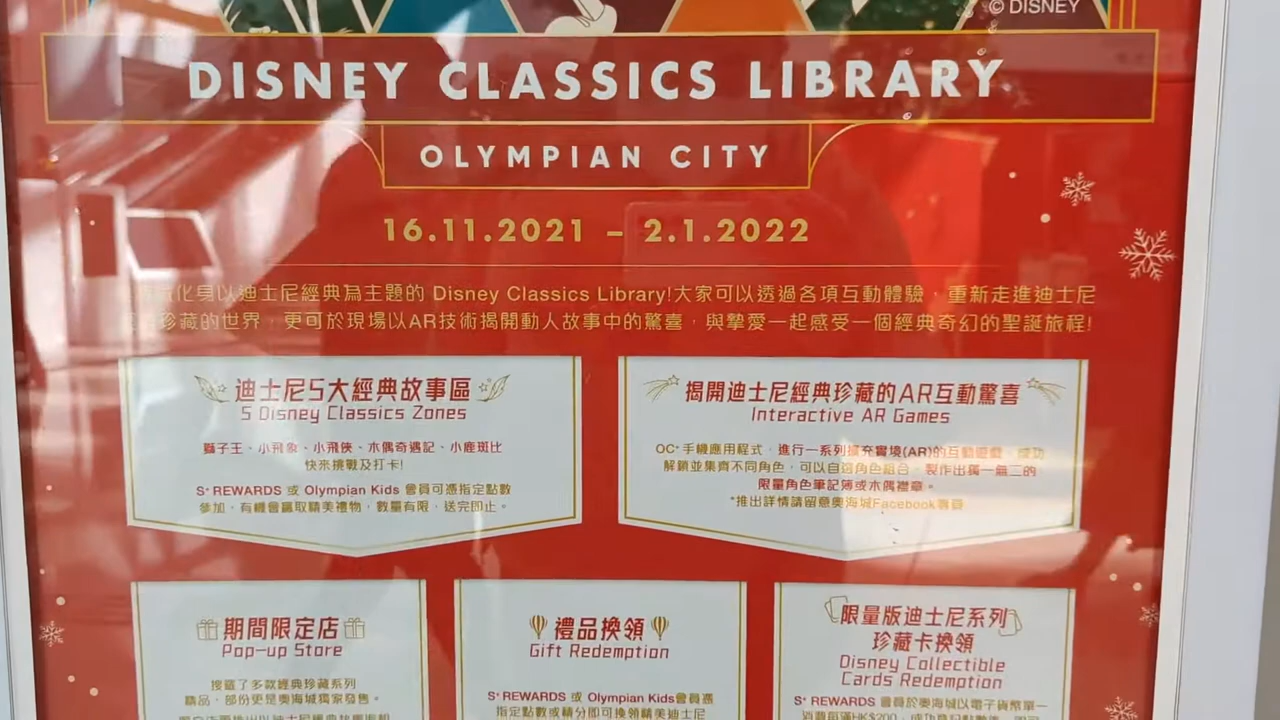 © DISNEY
DISNEY CLASSICS LIBRARY
OLYMPIAN CITY
16.11.2021 – 2.1.2022
化身以迪士尼經典為主題的 Disney Classics Library!大家可以透過各項互動體驗，重新走進迪士尼
珍藏的世界，更可於現場以AR技術揭開動人故事中的驚喜，與摯愛一起感受一個經典奇幻的聖誕旅程!
迪士尼5大經典故事區
5 Disney Classics Zones
獅子王、小飛象、小飛俠、木偶奇遇記、小鹿斑比
快來挑戰及打卡!
S⁺ REWARDS 或 Olympian Kids 會員可憑指定點數
參加，有機會贏取精美禮物，數量有限，送完即止。
揭開迪士尼經典珍藏的AR互動驚喜
Interactive AR Games
OC⁺ 手機應用程式，進行一系列擴充實境(AR)的互動遊戲，成功
解鎖並集齊不同角色，可以自選角色組合，製作出獨一無二的
限量角色筆記簿或木偶襟章。
*推出詳情請留意奧海城Facebook專頁
期間限定店
Pop-up Store
搜羅了多款經典珍藏系列
精品，部份更是奧海城獨家發售。
禮品換領
Gift Redemption
S⁺ REWARDS 或 Olympian Kids會員憑
指定點數或積分即可換領精美迪士尼
限量版迪士尼系列
珍藏卡換領
Disney Collectible
Cards Redemption
S⁺ REWARDS 會員於奧海城以電子貨幣單一
消費每滿HK$200，成功登記點數後，即可